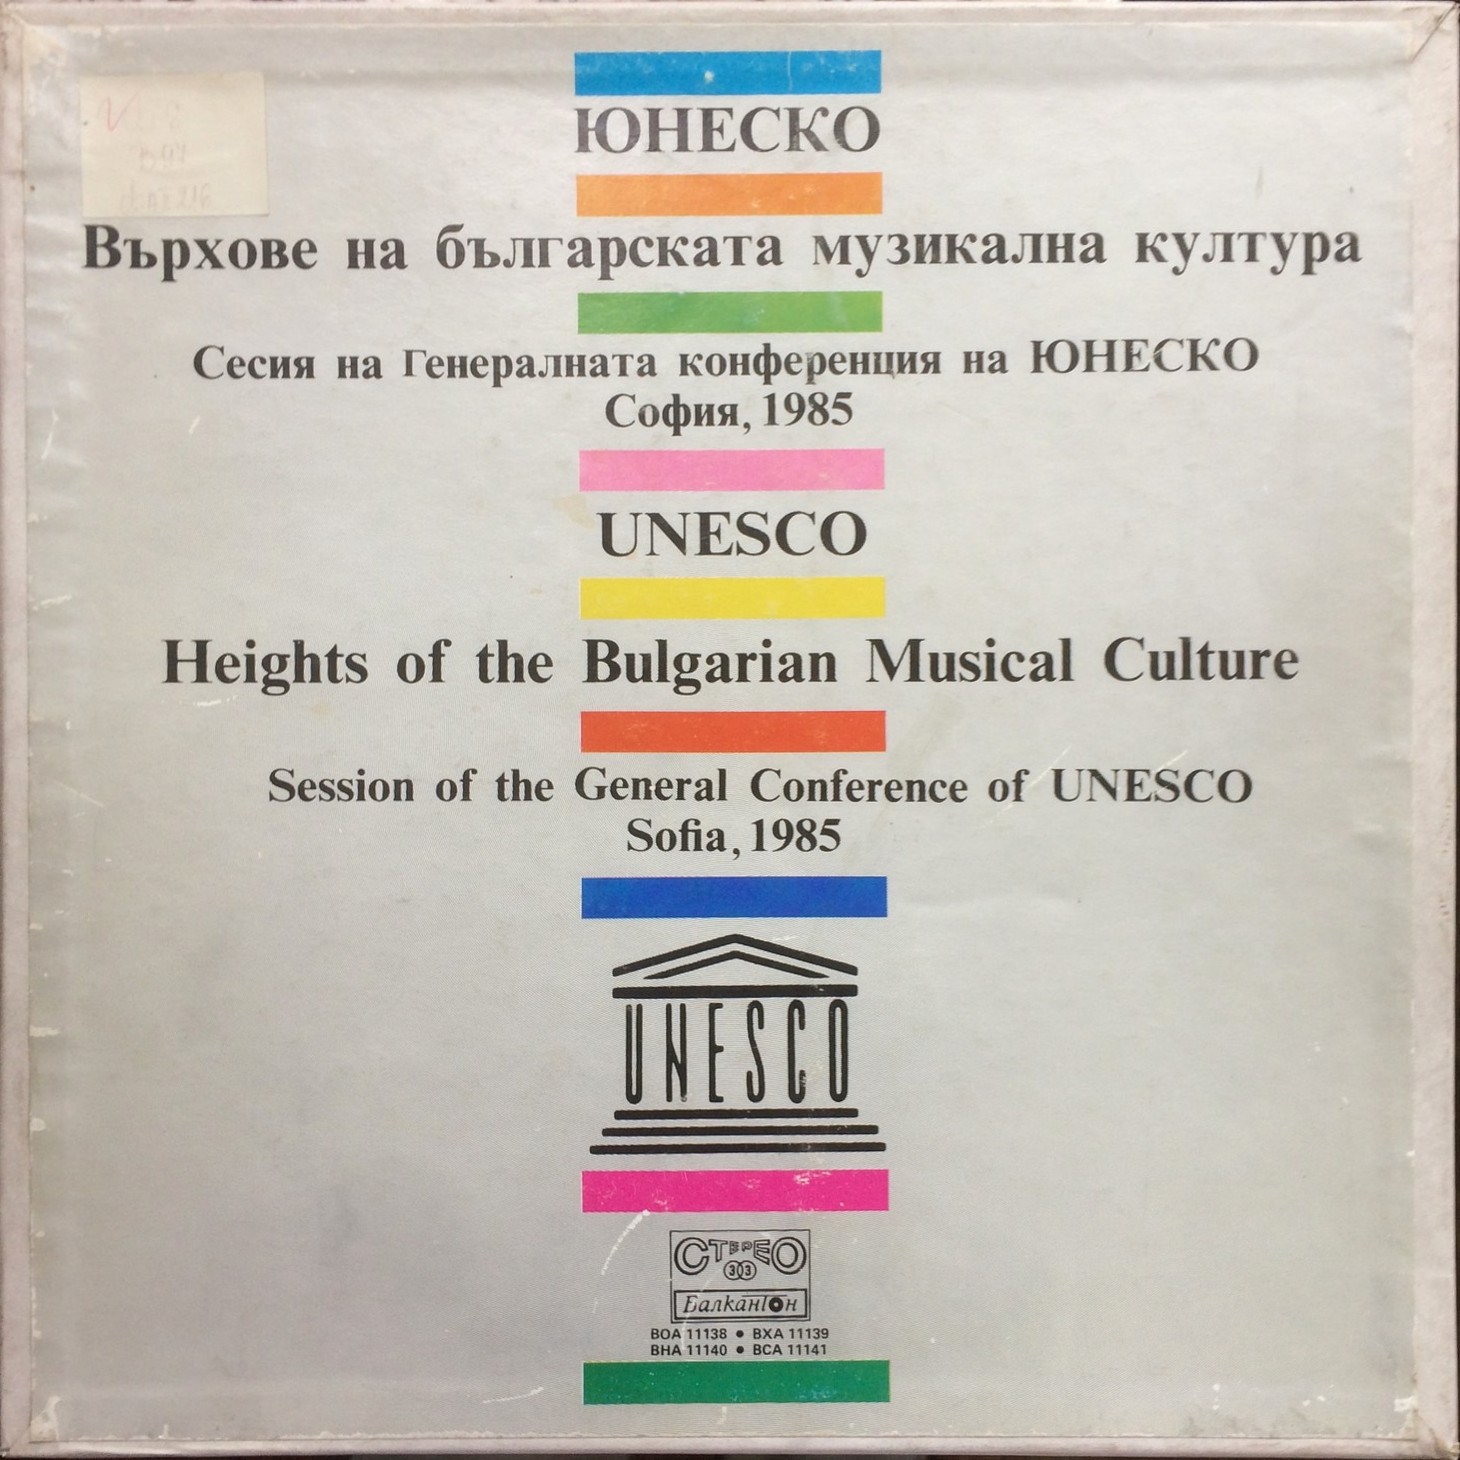 ЮНЕСКО
Върхове на българската музикална култура
Сесия на Генералната конференция на ЮНЕСКО
София, 1985
UNESCO
Heights of the Bulgarian Musical Culture
Session of the General Conference of UNESCO
Sofia, 1985
UNESCO
СТЕРЕО
33
Балкантон
ВОА 11138 • ВХА 11139
ВНА 11140 • ВСА 11141